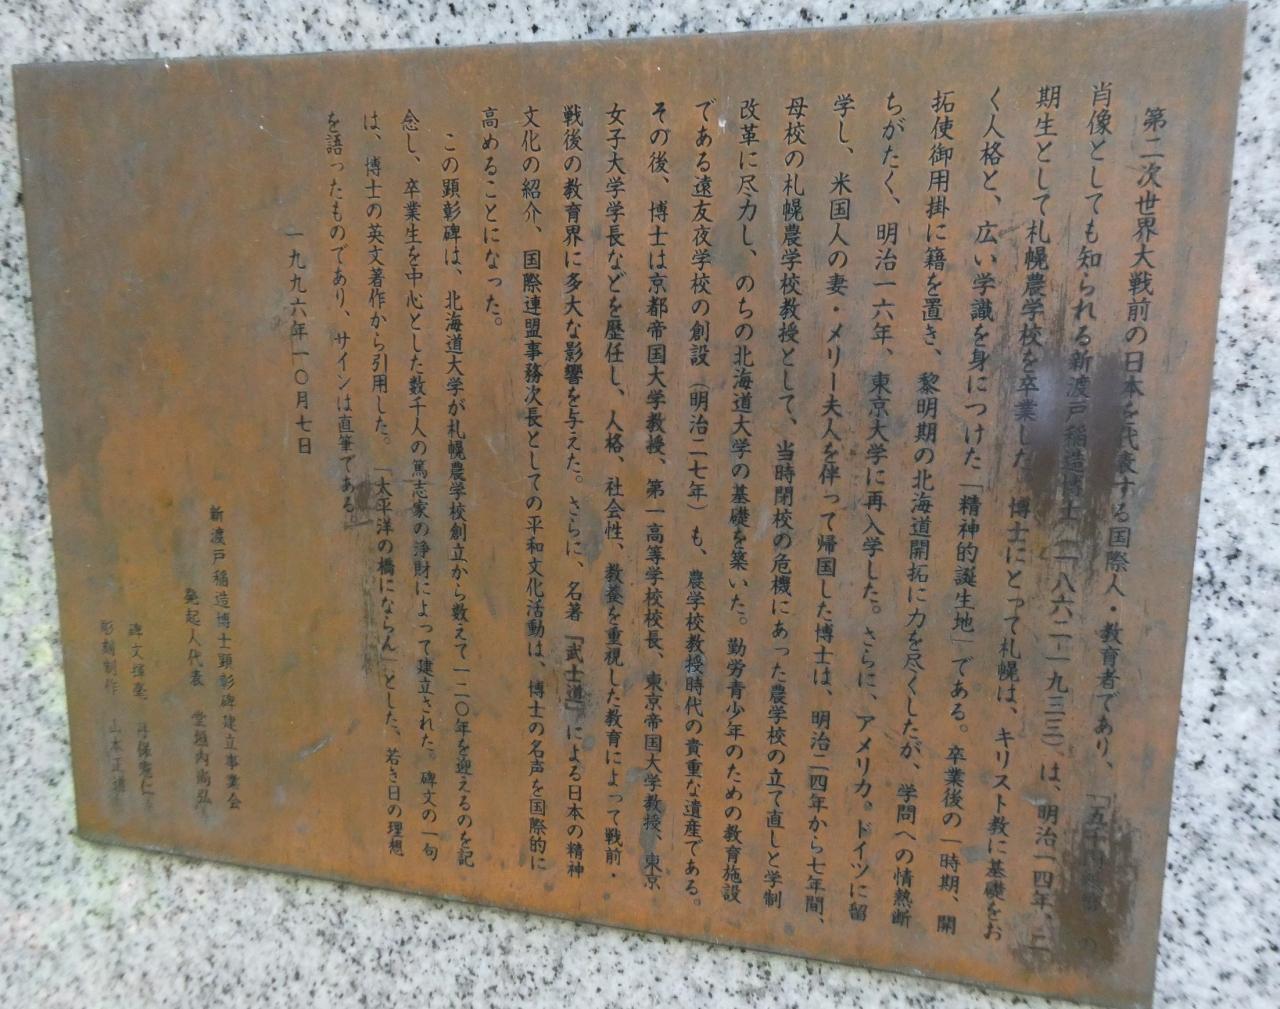 第二次世界大戦前の日本を代表する国際人・教育者であり、「五千円紙幣」の
肖像としても知られる新渡戸稲造博士(一八六二-一九三三)は、明治一四年、二
期生として札幌農学校を卒業した。博士にとって札幌は、キリスト教に基礎をお
く人格と、広い学識を身につけた「精神的誕生地」である。卒業後の一時期、開
拓使御用掛に籍を置き、黎明期の北海道開拓に力を尽くしたが、学問への情熱断
ちがたく、明治一六年、東京大学に再入学した。さらに、アメリカ。ドイツに留
学し、米国人の妻・メリー夫人を伴って帰国した博士は、明治二四年から七年間、
母校の札幌農学校教授として、当時閉校の危機にあった農学校の立て直しと学制
改革に尽力し、のちの北海道大学の基礎を築いた。勤労青少年のための教育施設
である遠友夜学校の創設(明治二七年)も、農学校教授時代の貴重な遺産である。
その後、博士は京都帝国大学教授、第一高等学校校長、東京帝国大学教授、東京
女子大学学長などを歴任し、人格、社会性、教養を重視した教育によって戦前・
戦後の教育界に多大な影響を与えた。さらに、名著「武士道」による日本の精神
文化の紹介、国際連盟事務次長としての平和文化活動は、博士の名声を国際的に
高めることになった。
この顕彰碑は、北海道大学が札幌農学校創立から数えて一二〇年を迎えるのを記
念し、卒業生を中心とした数千人の篤志家の浄財によって建立された。碑文の一句
は、博士の英文著作から引用した。「太平洋の橋にならん」とした、若き日の理想
を語ったものであり、サインは直筆である。
一九九六年一〇月七日
新渡戸稲造博士顕彰碑建立事業会
発起人代表 堂垣内尚弘
碑文揮毫
彫刻制作 山本正博